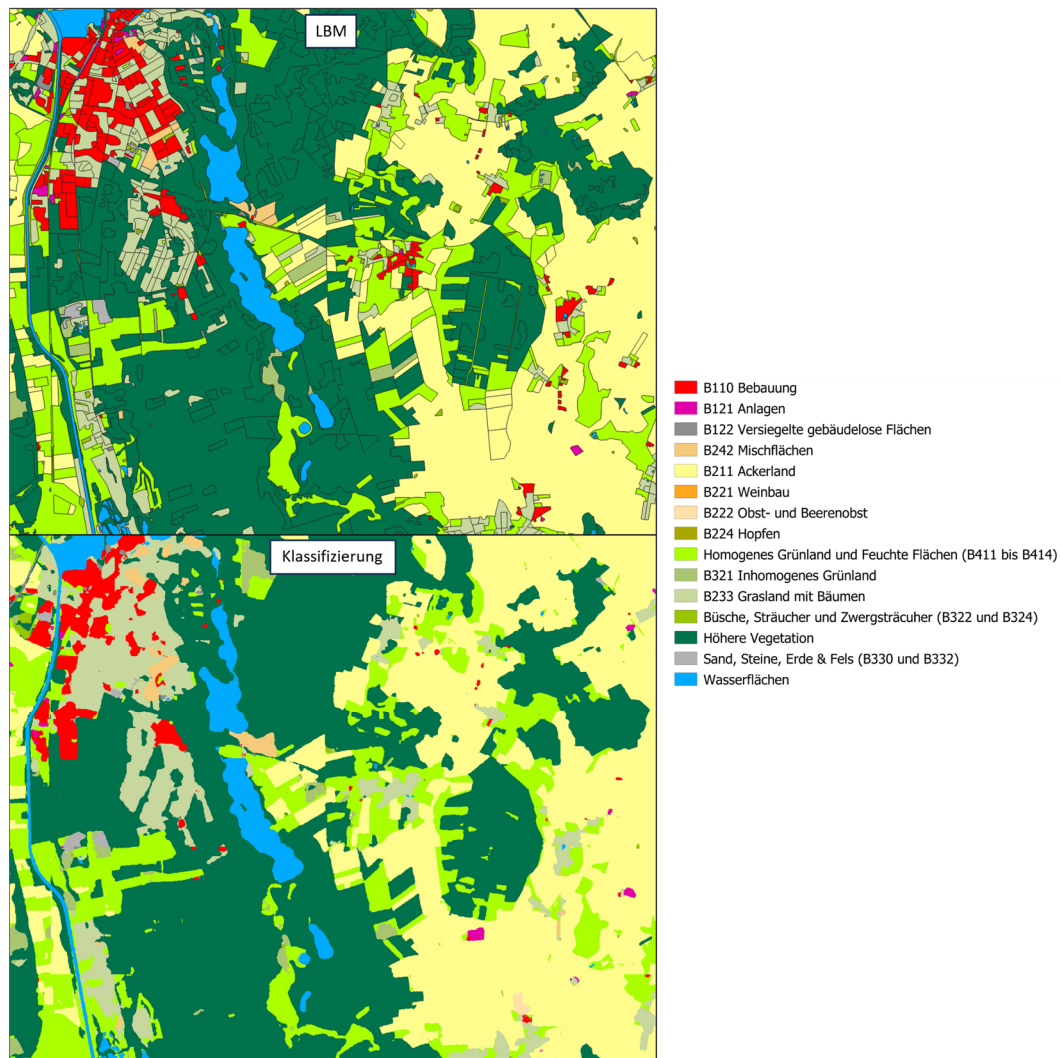 LBM
Klassifizierung
B110 Bebauung
B121 Anlagen
B122 Versiegelte gebäudelose Flächen
B242 Mischflächen
B211 Ackerland
B221 Weinbau
B222 Obst- und Beerenobst
B224 Hopfen
Homogenes Grünland und Feuchte Flächen (B411 bis B414)
B321 Inhomogenes Grünland
B233 Grasland mit Bäumen
Büsche, Sträucher und Zwergsträcuher (B322 und B324)
Höhere Vegetation
Sand, Steine, Erde & Fels (B330 und B332)
Wasserflächen